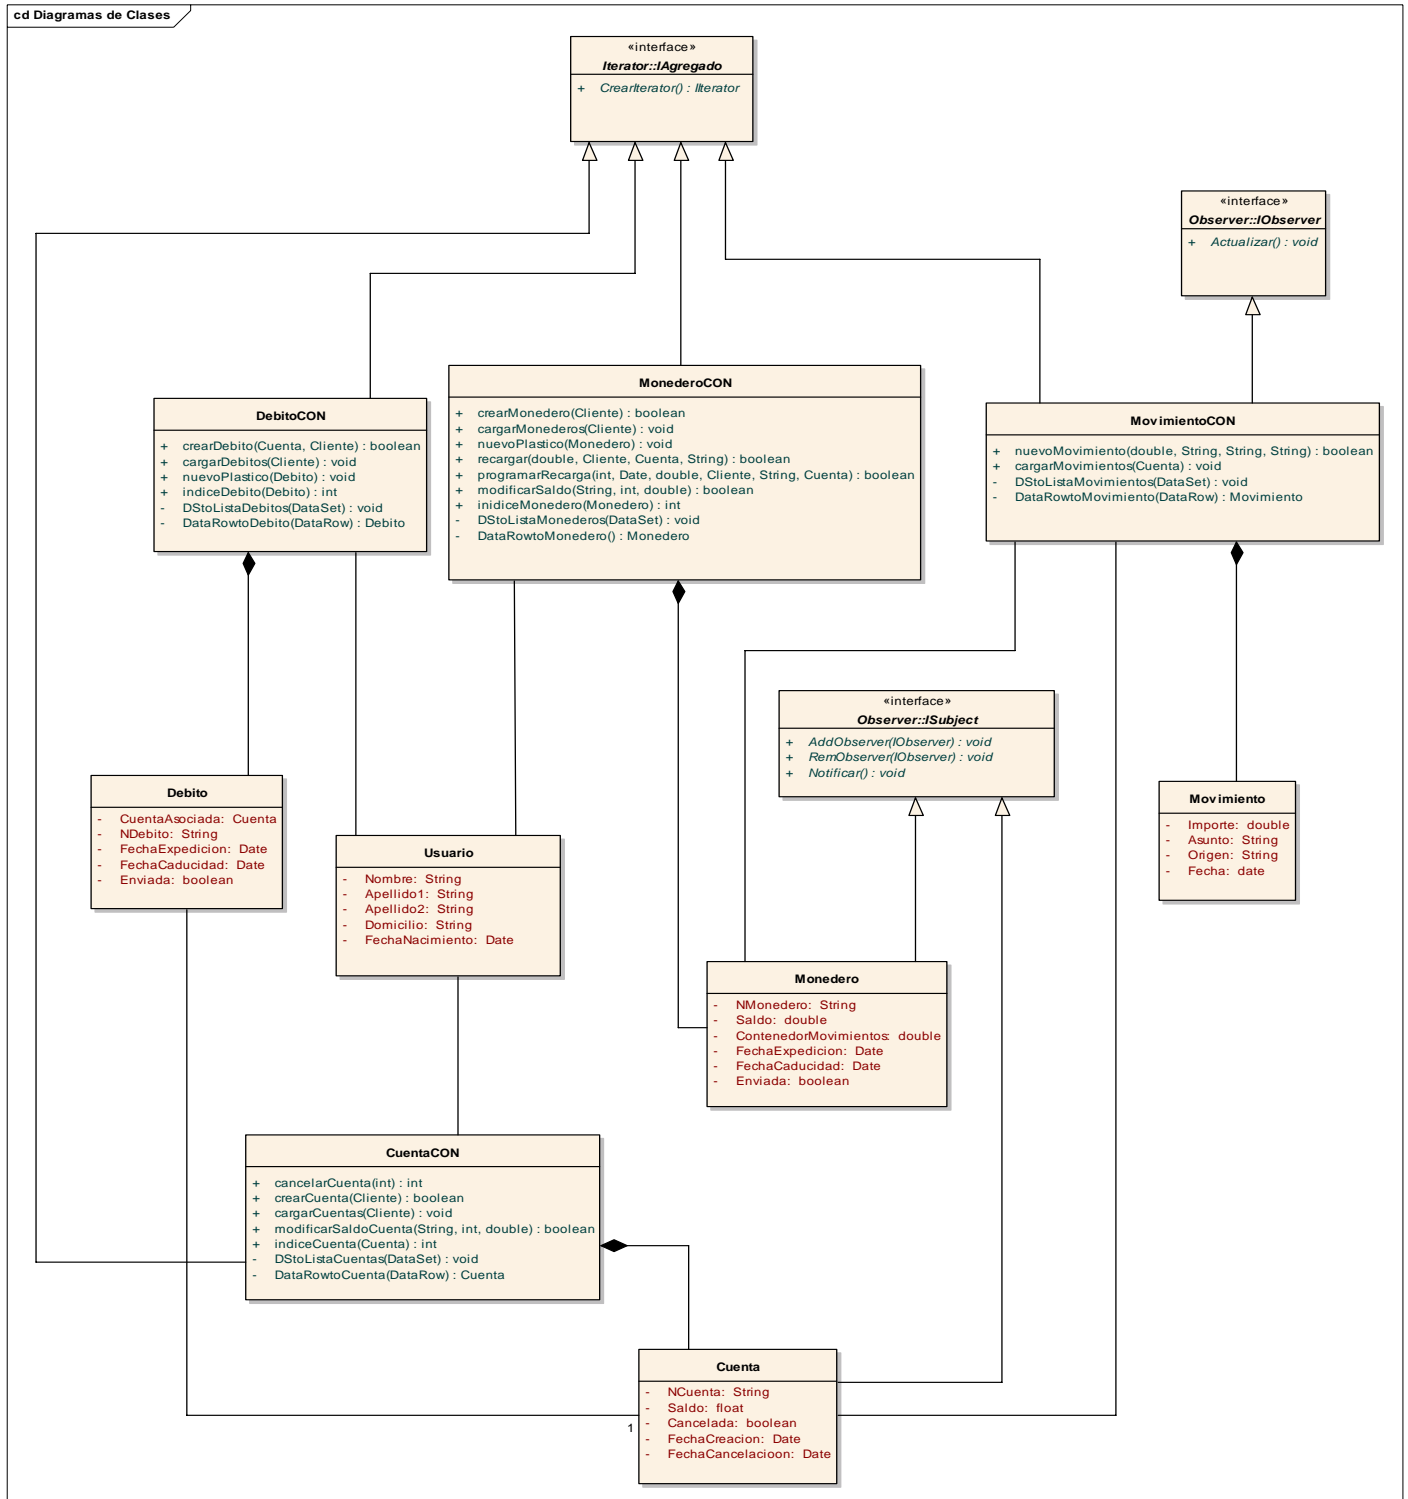 cd Diagramas de Clases
«interface»
Iterator::IAgregado
+ CrearIterator() : IIterator
«interface»
Observer::IObserver
+ Actualizar() : void
DebitoCON
+ crearDebito(Cuenta, Cliente) : boolean
+ cargarDebitos(Cliente) : void
+ nuevoPlastico(Debito) : void
+ indiceDebito(Debito) : int
- DStoListaDebitos(DataSet) : void
- DataRowtoDebito(DataRow) : Debito
MonederoCON
+ crearMonedero(Cliente) : boolean
+ cargarMonederos(Cliente) : void
+ nuevoPlastico(Monedero) : void
+ recargar(double, Cliente, Cuenta, String) : boolean
+ programarRecarga(int, Date, double, Cliente, String, Cuenta) : boolean
+ modificarSaldo(String, int, double) : boolean
+ inidiceMonedero(Monedero) : int
- DStoListaMonederos(DataSet) : void
- DataRowtoMonedero() : Monedero
MovimientoCON
+ nuevoMovimiento(double, String, String, String) : boolean
+ cargarMovimientos(Cuenta) : void
- DStoListaMovimientos(DataSet) : void
- DataRowtoMovimiento(DataRow) : Movimiento
«interface»
Observer::ISubject
+ AddObserver(IObserver) : void
+ RemObserver(IObserver) : void
+ Notificar() : void
Debito
- CuentaAsociada: Cuenta
- NDebito: String
- FechaExpedicion: Date
- FechaCaducidad: Date
- Enviada: boolean
Usuario
- Nombre: String
- Apellido1: String
- Apellido2: String
- Domicilio: String
- FechaNacimiento: Date
Movimiento
- Importe: double
- Asunto: String
- Origen: String
- Fecha: date
Monedero
- NMonedero: String
- Saldo: double
- ContenedorMovimientos: double
- FechaExpedicion: Date
- FechaCaducidad: Date
- Enviada: boolean
CuentaCON
+ cancelarCuenta(int) : int
+ crearCuenta(Cliente) : boolean
+ cargarCuentas(Cliente) : void
+ modificarSaldoCuenta(String, int, double) : boolean
+ indiceCuenta(Cuenta) : int
- DStoListaCuentas(DataSet) : void
- DataRowtoCuenta(DataRow) : Cuenta
Cuenta
- NCuenta: String
- Saldo: float
- Cancelada: boolean
- FechaCreacion: Date
- FechaCancelacioon: Date
1